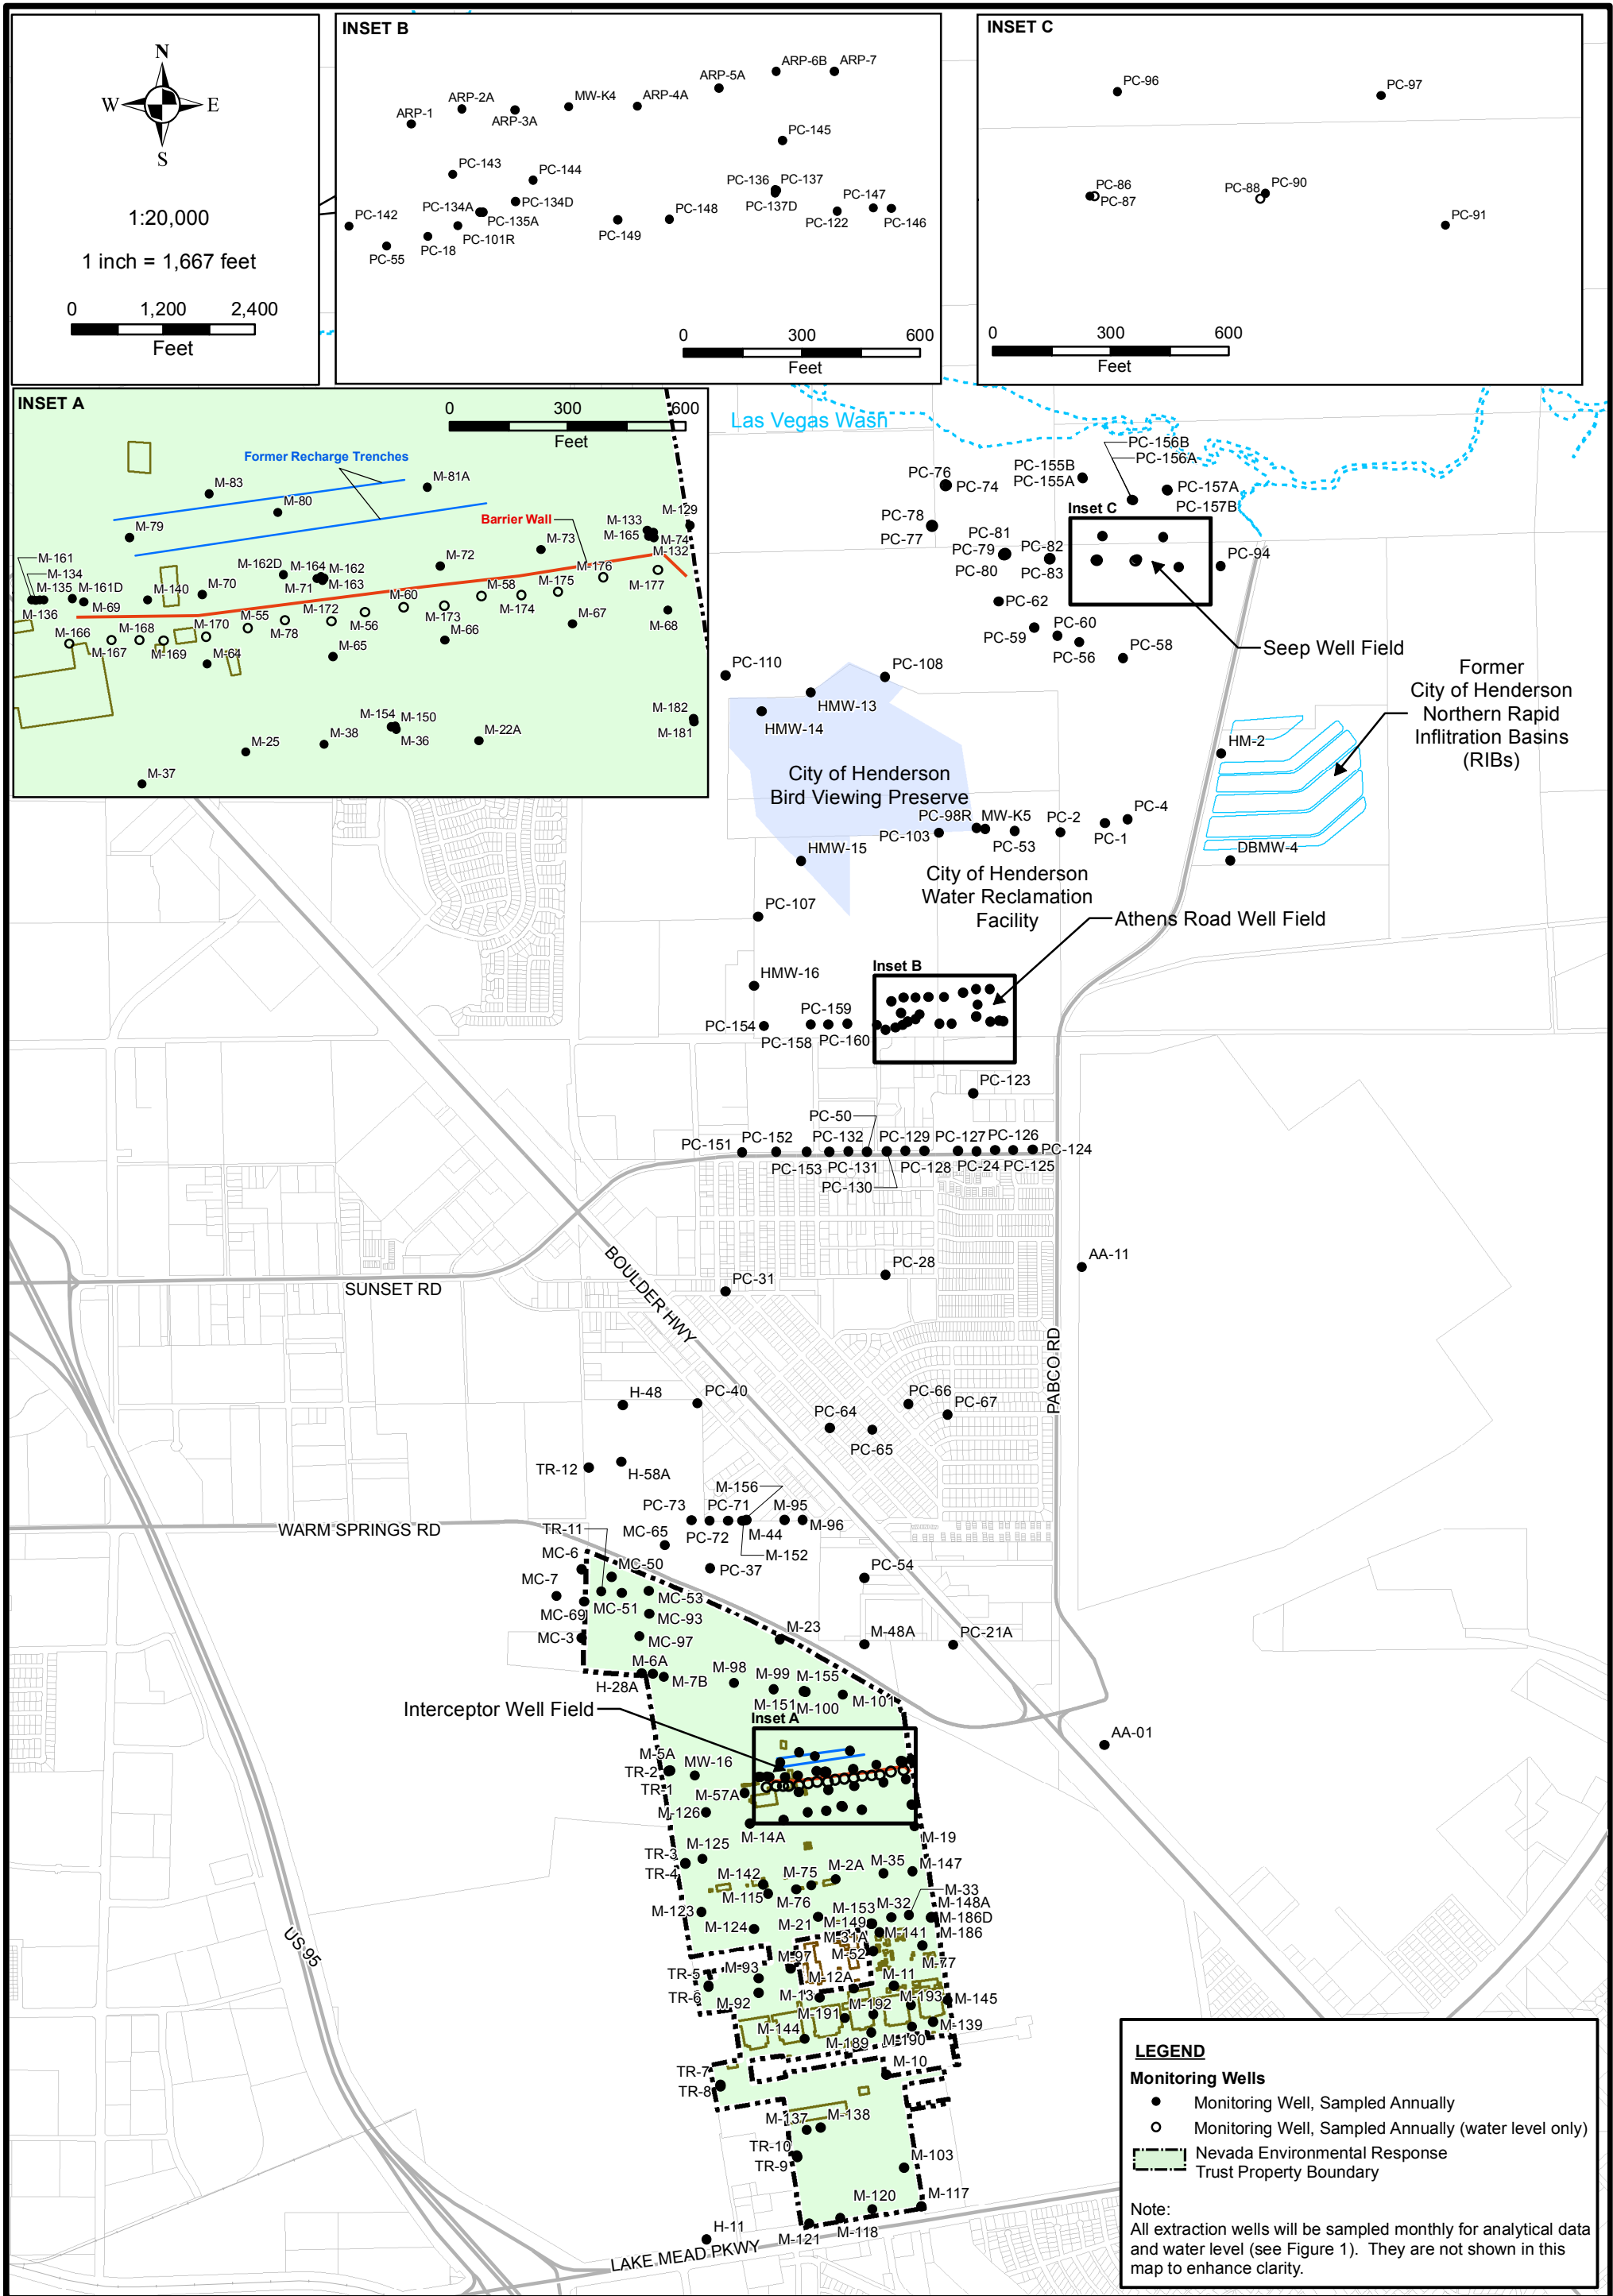 N
W
E
S
1:20,000
1 inch = 1,667 feet
0
1,200
2,400
Feet
INSET B
ARP-6B
ARP-7
ARP-5A
ARP-2A
MW-K4
ARP-4A
ARP-1
ARP-3A
PC-145
PC-143
PC-144
PC-136
PC-137
PC-134A
PC-134D
PC-137D
PC-147
PC-142
PC-135A
PC-148
PC-122
PC-146
PC-18
PC-101R
PC-149
PC-55
0
300
600
Feet
INSET C
PC-96
PC-97
PC-86
PC-87
PC-88
PC-90
PC-91
0
300
600
Feet
INSET A
0
300
600
Feet
Former Recharge Trenches
M-83
M-81A
M-80
M-79
Barrier Wall
M-133
M-129
M-165
M-74
M-73
M-132
M-161
M-134
M-135
M-161D
M-162D
M-164
M-162
M-72
M-176
M-136
M-69
M-140
M-70
M-71
M-163
M-58
M-175
M-177
M-60
M-172
M-55
M-56
M-173
M-174
M-67
M-68
M-166
M-168
M-170
M-78
M-66
M-167
M-169
M-64
M-65
M-154
M-150
M-182
M-25
M-38
M-36
M-22A
M-181
M-37
Las Vegas Wash
PC-156B
PC-156A
PC-76
PC-74
PC-155B
PC-155A
PC-157A
PC-157B
PC-78
PC-77
Inset C
PC-81
PC-79
PC-80
PC-82
PC-83
PC-94
PC-62
PC-59
PC-60
PC-56
PC-58
Seep Well Field
PC-110
PC-108
HMW-13
HMW-14
Former
City of Henderson
Northern Rapid
Inflitration Basins
(RIBs)
HM-2
City of Henderson
Bird Viewing Preserve
PC-98R
MW-K5
PC-2
PC-4
PC-103
PC-53
PC-1
HMW-15
DBMW-4
City of Henderson
Water Reclamation
Facility
PC-107
Athens Road Well Field
Inset B
HMW-16
PC-159
PC-154
PC-158
PC-160
PC-123
PC-50
PC-151
PC-152
PC-132
PC-129
PC-127
PC-126
PC-124
PC-153
PC-131
PC-128
PC-24
PC-125
PC-130
AA-11
PC-28
PC-31
SUNSET RD
BOULDER HWY
PABCO RD
H-48
PC-40
PC-66
PC-67
PC-64
PC-65
TR-12
H-58A
M-156
PC-73
PC-71
M-95
WARM SPRINGS RD
TR-11
MC-65
PC-72
M-44
M-96
M-152
MC-6
MC-50
PC-37
PC-54
MC-7
MC-69
MC-51
MC-53
MC-93
MC-3
MC-97
M-23
M-48A
PC-21A
M-6A
H-28A
M-7B
M-98
M-99
M-155
M-151
M-100
M-101
Interceptor Well Field
Inset A
AA-01
M-5A
TR-2
TR-1
MW-16
M-57A
M-126
M-14A
M-19
TR-3
TR-4
M-125
M-142
M-75
M-2A
M-35
M-147
M-115
M-76
M-33
M-123
M-153
M-32
M-148A
M-124
M-21
M-149
M-186D
M-31A
M-141
M-186
M-52
M-97
M-77
TR-5
M-93
M-12A
M-11
TR-6
M-92
M-13
M-192
M-193
M-145
M-191
M-144
M-139
M-189
M-190
TR-7
M-10
TR-8
M-137
M-138
TR-10
TR-9
M-103
M-117
M-120
M-118
M-121
H-11
LAKE MEAD PKWY
US 95
LEGEND
Monitoring Wells
Monitoring Well, Sampled Annually
Monitoring Well, Sampled Annually (water level only)
Nevada Environmental Response
Trust Property Boundary
Note:
All extraction wells will be sampled monthly for analytical data
and water level (see Figure 1).  They are not shown in this
map to enhance clarity.